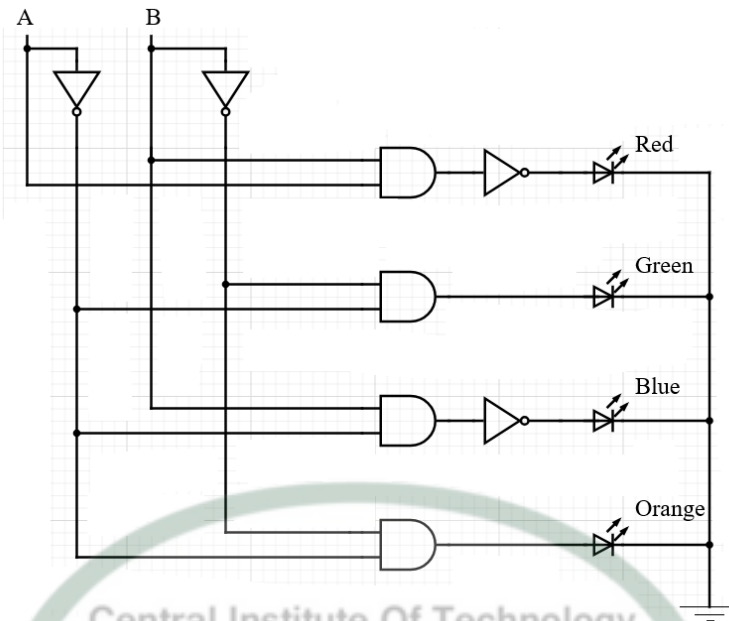 A B
Red
Green
Blue
Orange
Central Institute Of Technology